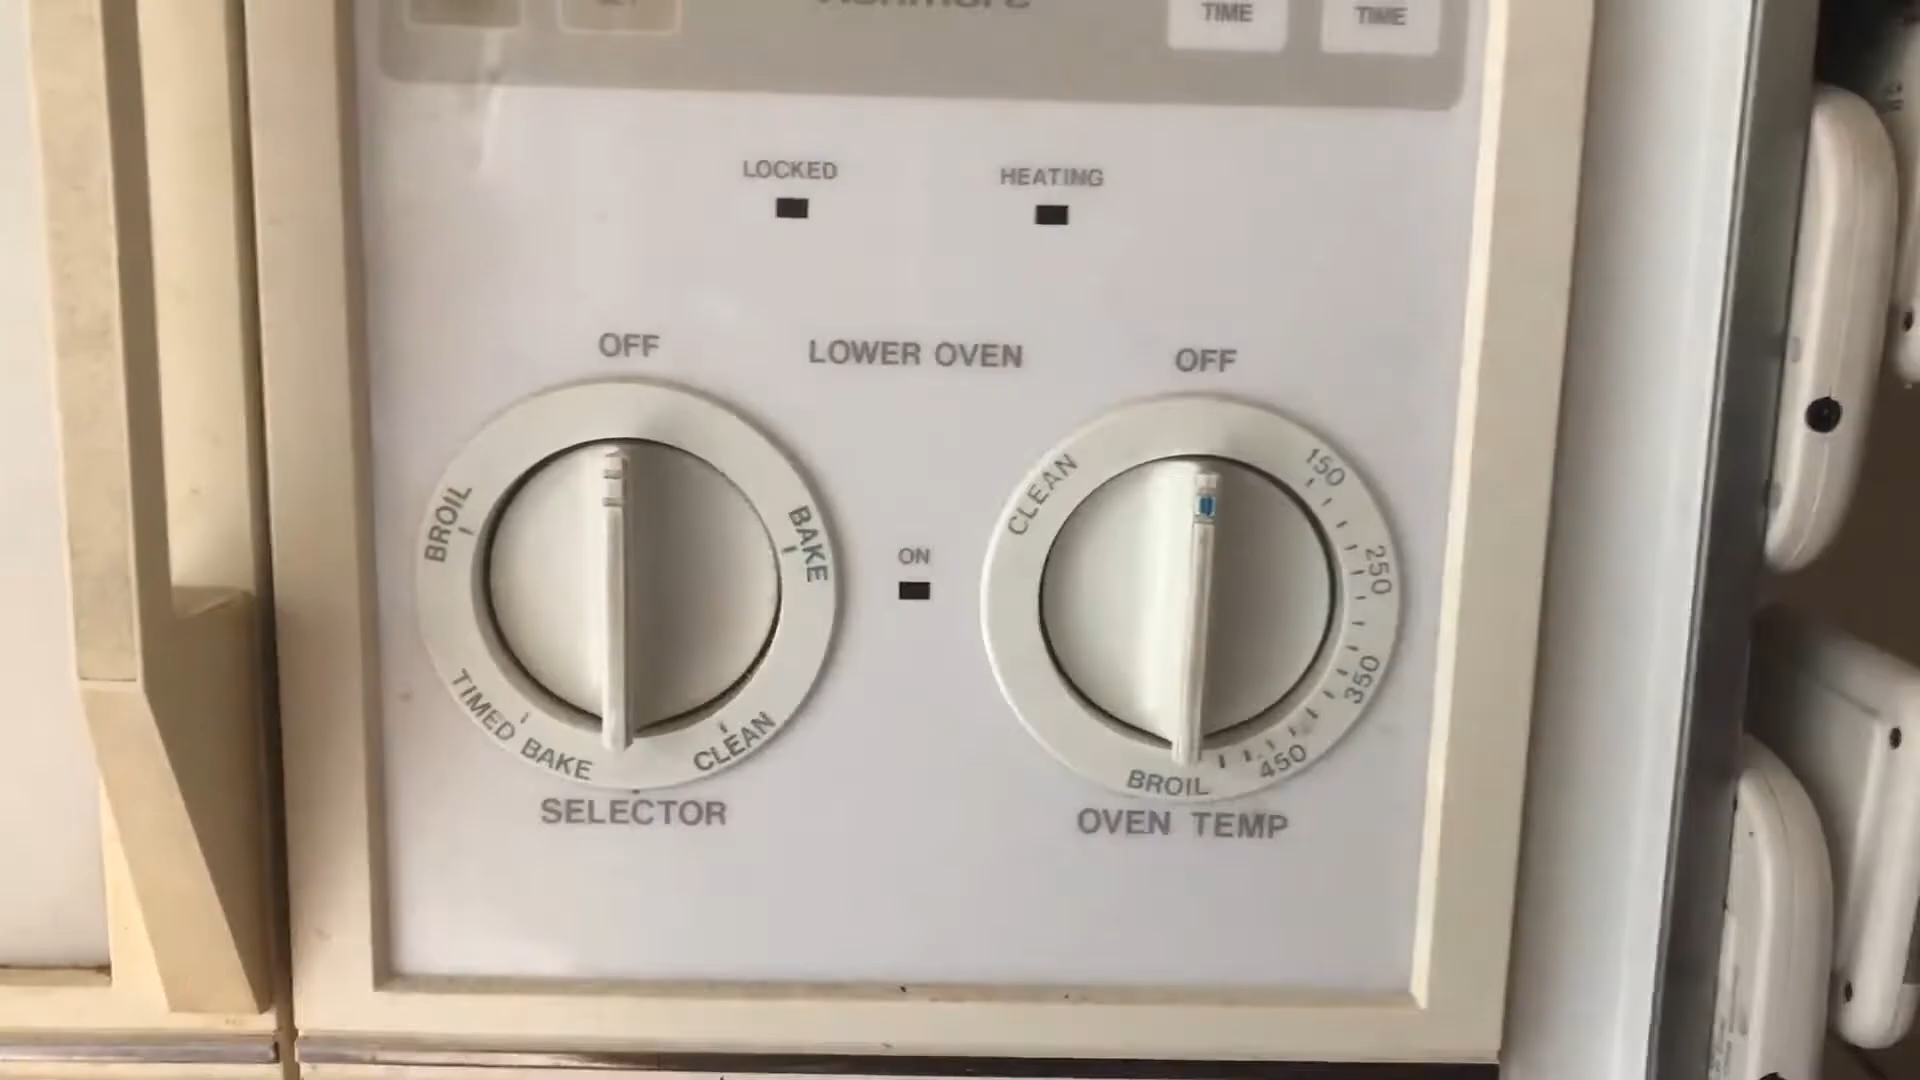 TIME
TIME
LOCKED
HEATING
OFF
LOWER OVEN
OFF
BROIL
BAKE
TIMED BAKE
CLEAN
SELECTOR
ON
CLEAN
150
250
350
450
BROIL
OVEN TEMP